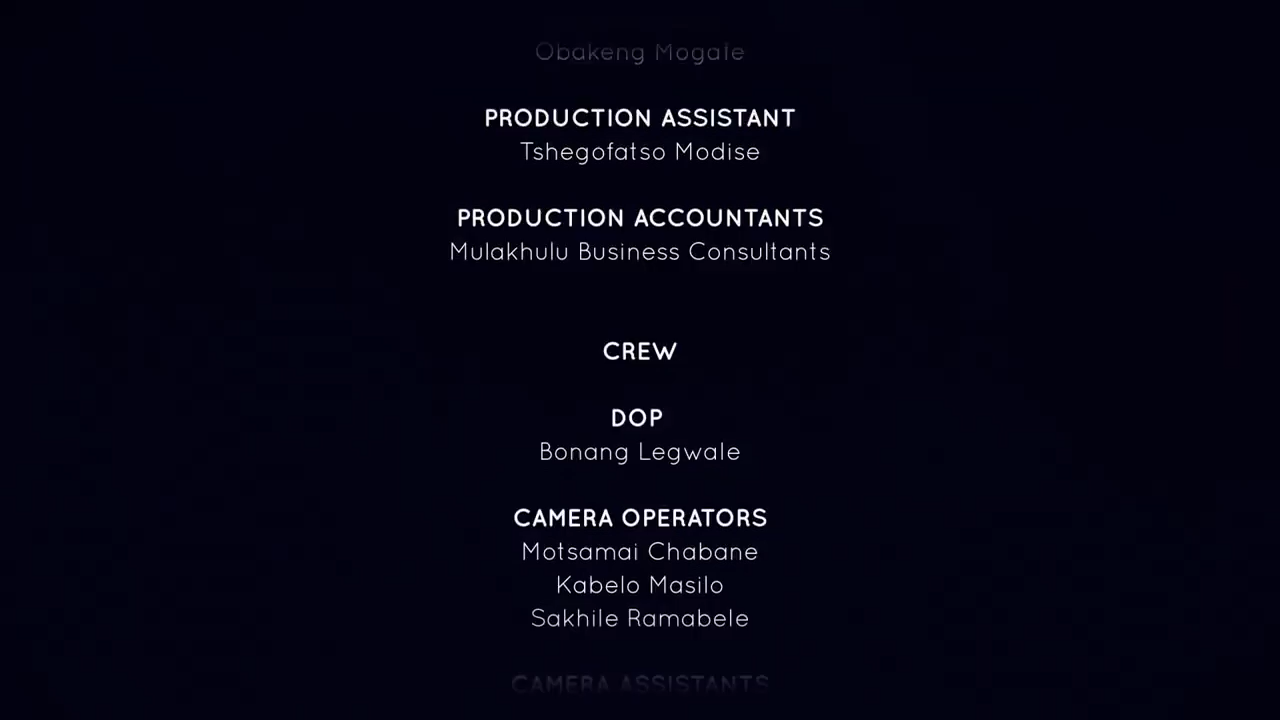 Obakeng Mogale
PRODUCTION ASSISTANT
Tshegofatso Modise
PRODUCTION ACCOUNTANTS
Mulakhulu Business Consultants
CREW
DOP
Bonang Legwale
CAMERA OPERATORS
Motsamai Chabane
Kabelo Masilo
Sakhile Ramabele
CAMERA ASSISTANTS